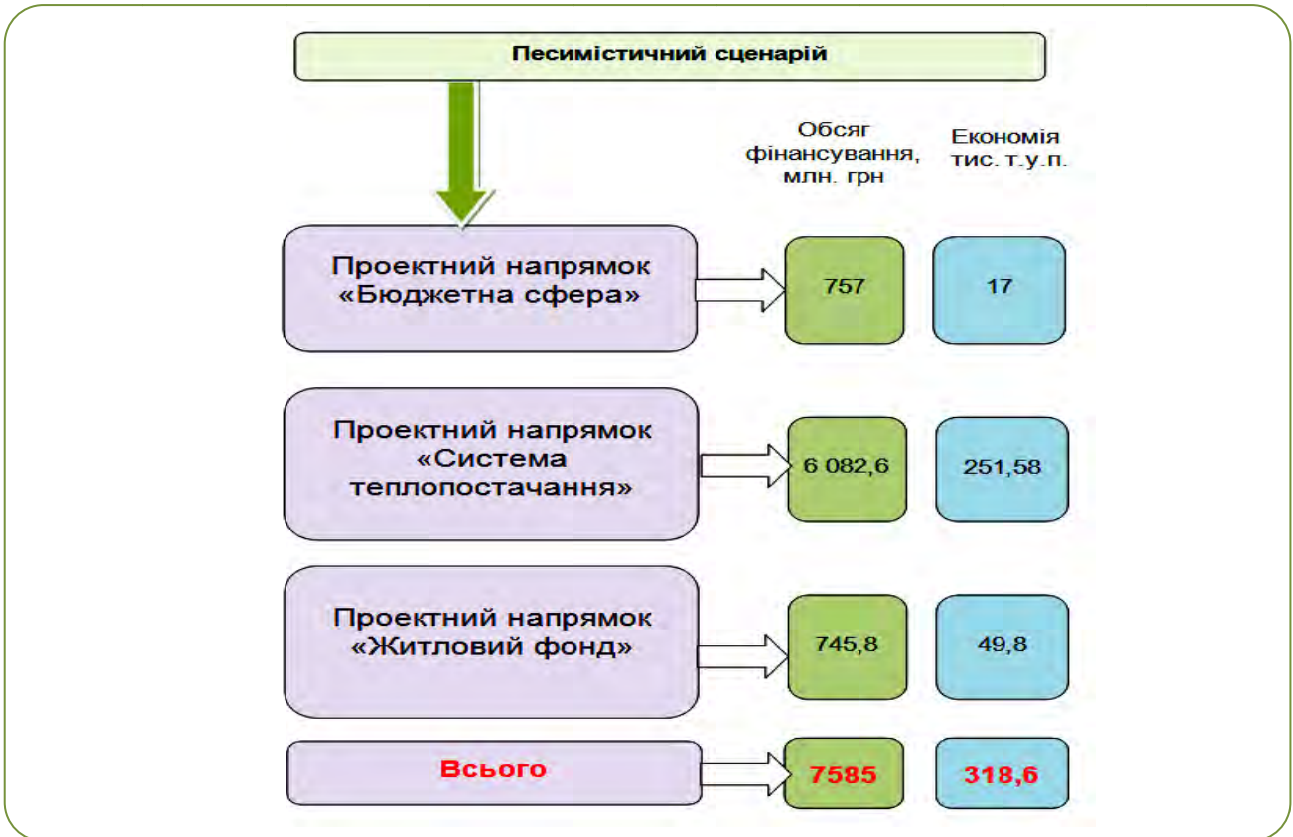 Песимістичний сценарій
Обсяг
фінансування,
млн. грн
Економія
тис. т.у.п.
Проектний напрямок
«Бюджетна сфера»
757
17
Проектний напрямок
«Система
теплопостачання»
6 082,6
251,58
Проектний напрямок
«Житловий фонд»
745,8
49,8
Всього
7585
318,6